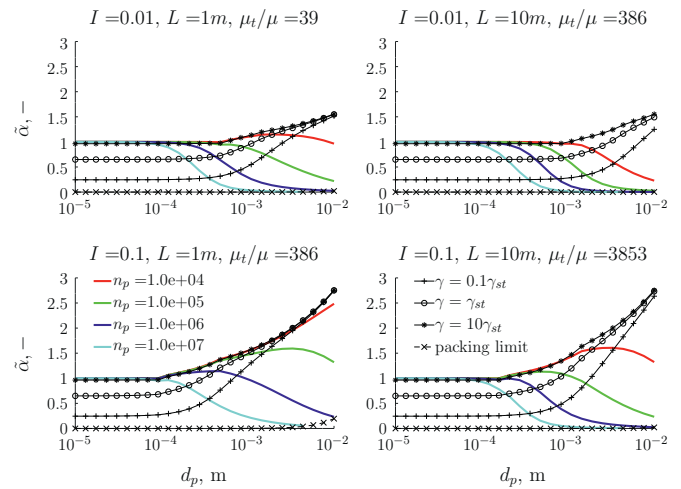 I =0.01, L =1m, μt/μ =39
I =0.01, L =10m, μt/μ =386
3
2.5
2
1.5
1
0.5
0
α̃, −
10⁻⁵ 10⁻⁴ 10⁻³ 10⁻²
3
2.5
2
1.5
1
0.5
0
10⁻⁵ 10⁻⁴ 10⁻³ 10⁻²
I =0.1, L =1m, μt/μ =386
I =0.1, L =10m, μt/μ =3853
3
2.5
2
1.5
1
0.5
0
α̃, −
np =1.0e+04
np =1.0e+05
np =1.0e+06
np =1.0e+07
10⁻⁵ 10⁻⁴ 10⁻³ 10⁻²
dp, m
3
2.5
2
1.5
1
0.5
0
γ = 0.1γst
γ = γst
γ = 10γst
packing limit
10⁻⁵ 10⁻⁴ 10⁻³ 10⁻²
dp, m